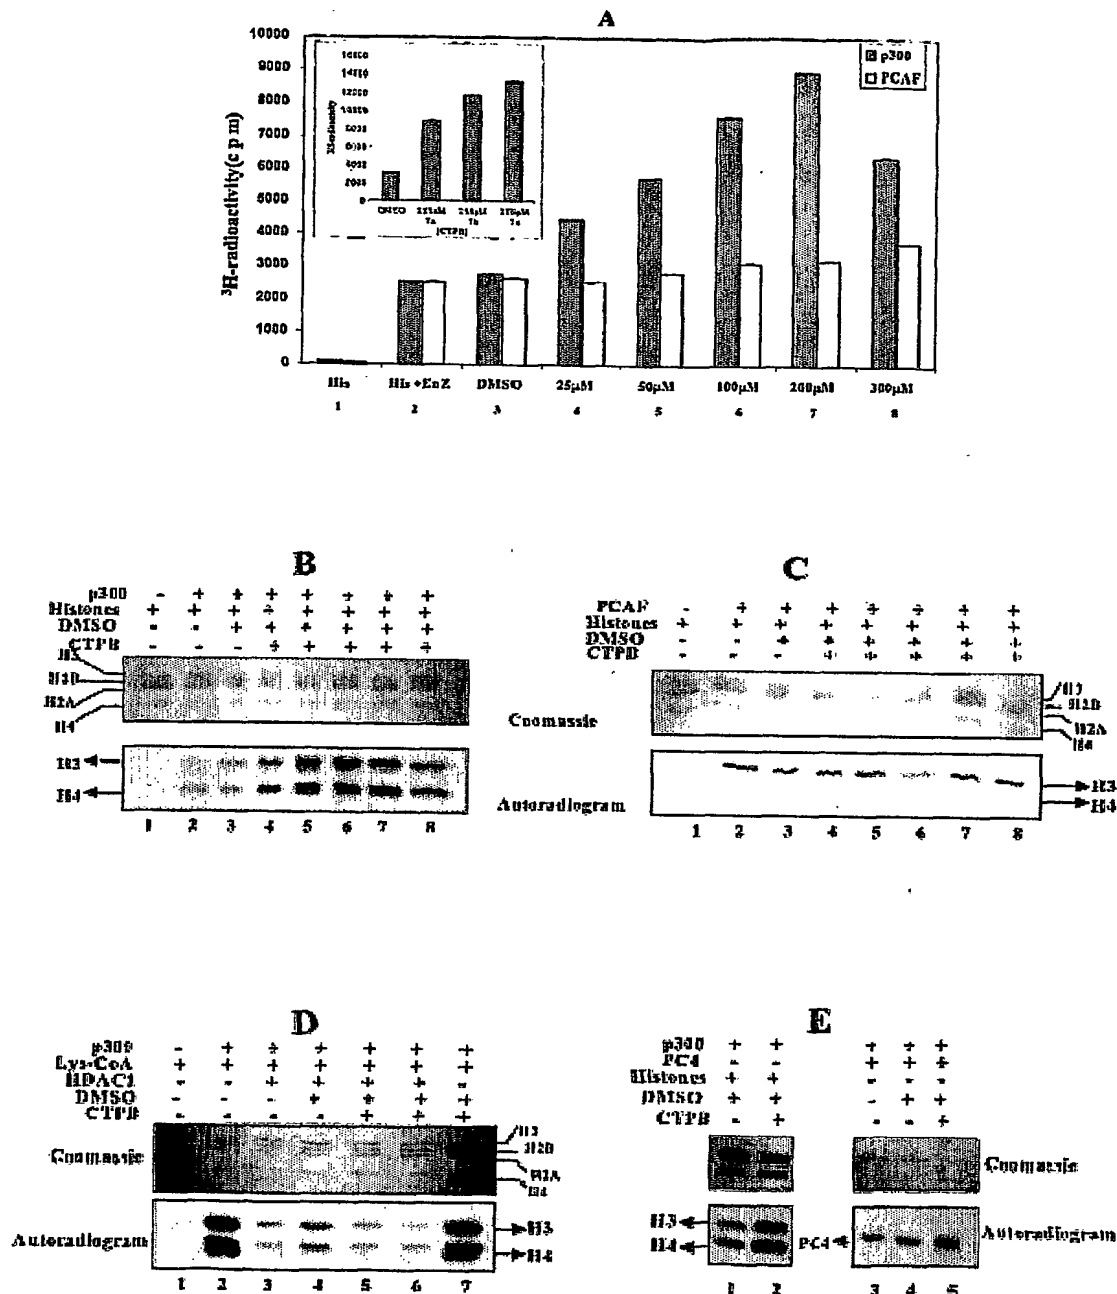 A
10000
9000
8000
7000
6000
5000
4000
3000
2000
1000
0
³H-radioactivity(c p m)
p300
PCAF
DMSO
[CTPB]
His
His +EnZ
DMSO
25µM
50µM
100µM
200µM
300µM
1 2 3 4 5 6 7 8
B
p300 - + + + + + + +
Histones + + + + + + + +
DMSO - - + + + + + +
CTPB - - - + + + + +
H3
H2B
H2A
H4
Coomassie
H3
H4
Autoradiogram
1 2 3 4 5 6 7 8
C
PCAF - + + + + + + +
Histones + + + + + + + +
DMSO - - + + + + + +
CTPB - - - + + + + +
H3
H2B
H2A
H4
H3
H4
1 2 3 4 5 6 7 8
D
p300 - + + + + + +
Lys-CoA + + + + + + +
HDAC1 - - + + + + -
DMSO - - - + + + +
CTPB - - - - + + +
Coomassie
H3
H2B
H2A
H4
Autoradiogram
H3
H4
1 2 3 4 5 6 7
E
p300 + + + + +
PC4 - - + + +
Histones + + - - -
DMSO + + - + +
CTPB - + - - +
Coomassie
H3
H4
PC4
Autoradiogram
1 2 3 4 5